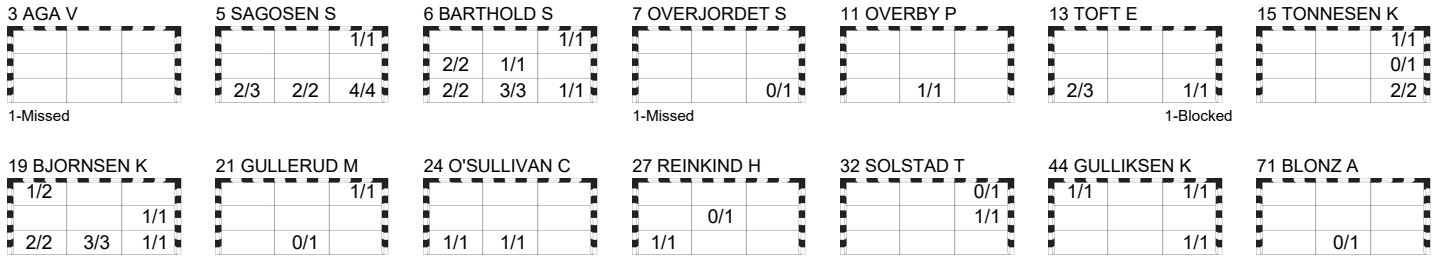 3 AGA V 5 SAGOSEN S 6 BARTHOLD S 7 OVERJORDET S 11 OVERBY P 13 TOFT E 15 TONNESEN K
1/1 1/1 1/1
2/2 1/1 0/1
2/3 2/2 4/4 2/2 3/3 1/1 0/1 1/1 2/3 1/1 2/2
1-Missed 1-Missed 1-Blocked
19 BJORNSEN K 21 GULLERUD M 24 O'SULLIVAN C 27 REINKIND H 32 SOLSTAD T 44 GULLIKSEN K 71 BLONZ A
1/2 1/1 0/1 1/1 1/1
1/1 0/1 1/1
2/2 3/3 1/1 0/1 1/1 1/1 1/1 1/1 0/1